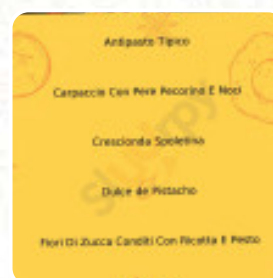 Antipasto Tipico
Carpaccio Con Pere Pecorino E Noci
Crescionda Spoletina
Dulce de Pistacho
Fiori Di Zucca Canditi Con Ricotta E Pesto